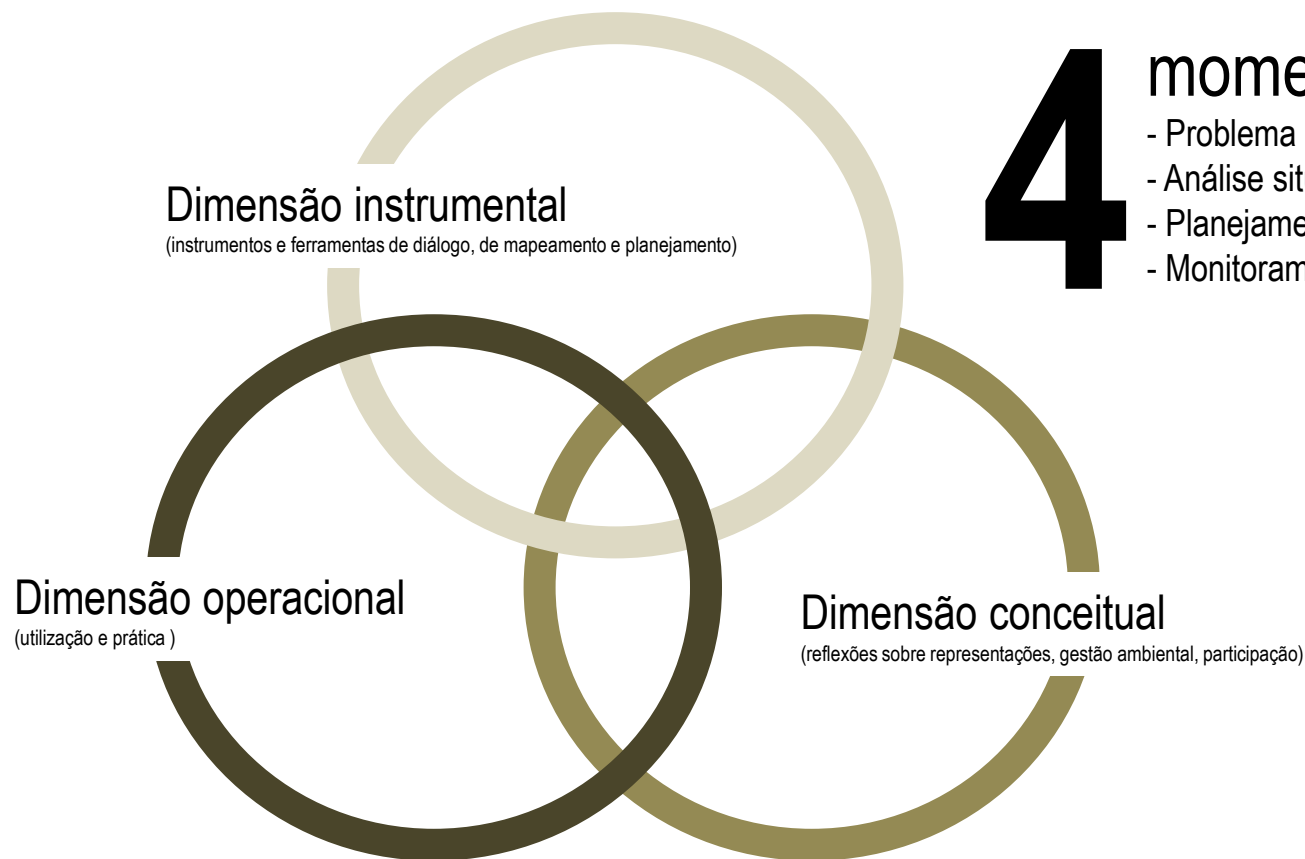 4
- Problema
Dimensão instrumental
(instrumentos e ferramentas de diálogo, de mapeamento e planejamento)
- Análise
Dimensão operacional
(utilização e prática )
Dimensão conceitual
(reflexões sobre representações, gestão ambiental, participação)